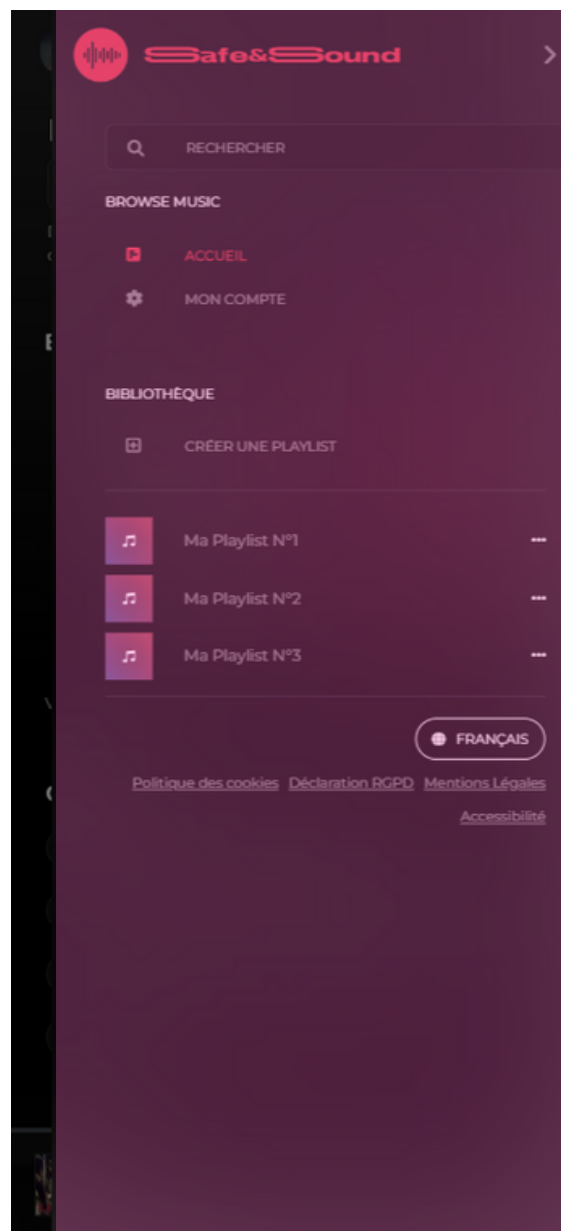 Safe&Sound
RECHERCHER
BROWSE MUSIC
ACCUEIL
MON COMPTE
BIBLIOTHÈQUE
CRÉER UNE PLAYLIST
Ma Playlist N°1
Ma Playlist N°2
Ma Playlist N°3
FRANÇAIS
Politique des cookies Déclaration RGPD Mentions Légales
Accessibilité